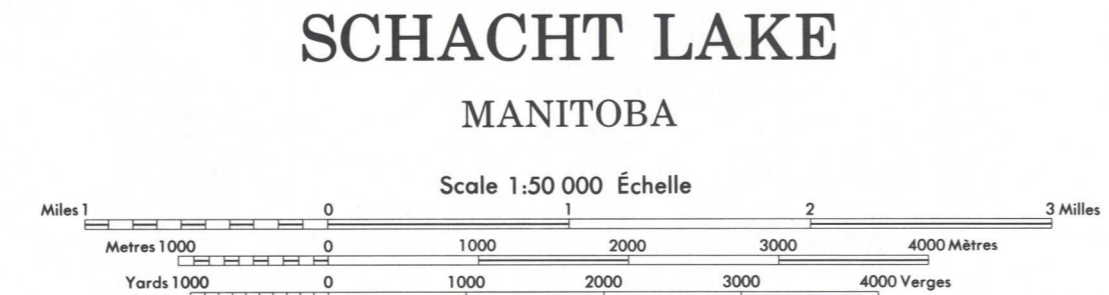 SCHACHT LAKE
MANITOBA
Scale 1:50 000 Échelle
Miles 1 0 1 2 3 Milles
Metres 1000 0 1000 2000 3000 4000 Mètres
Yards 1000 0 1000 2000 3000 4000 Verges